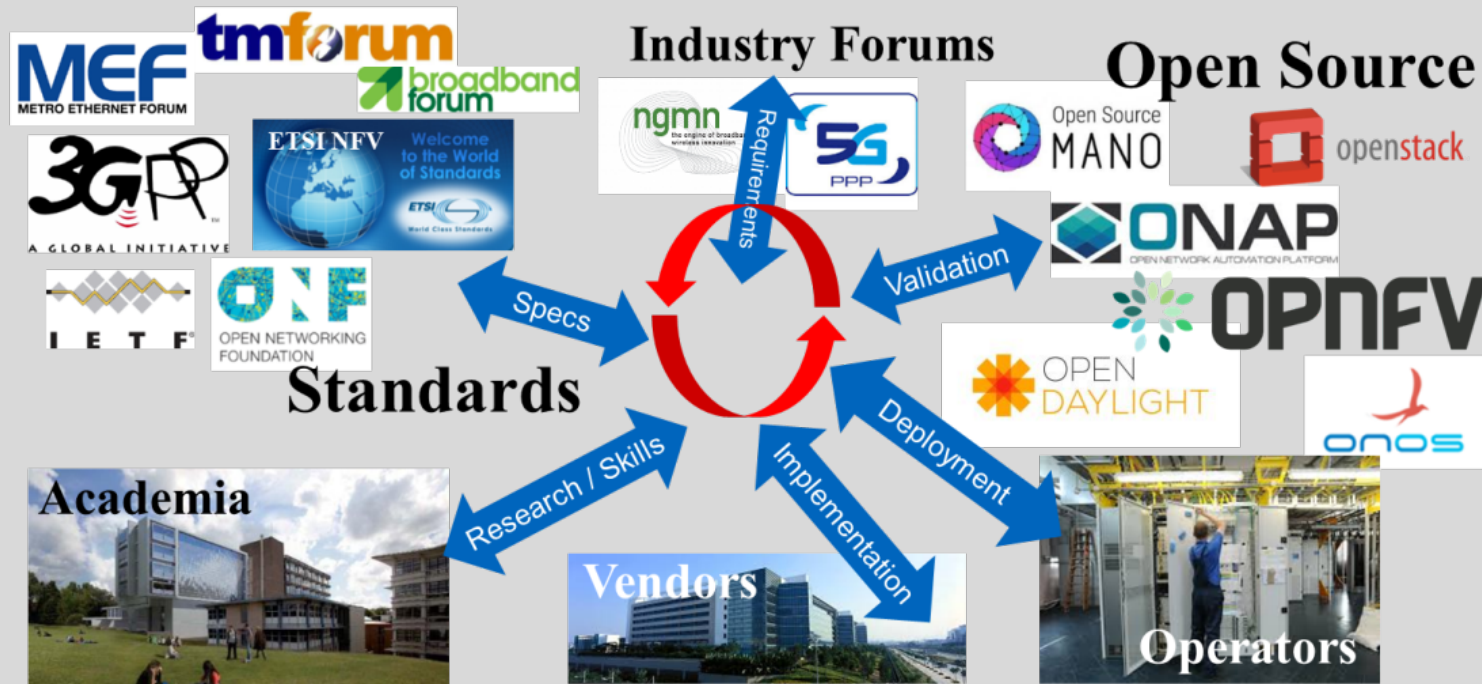 MEF
METRO ETHERNET FORUM
tmforum
broadband
forum
3GPP
TM
A GLOBAL INITIATIVE
ETSI NFV
Welcome
to the World
of Standards
ETSI
World Class Standards
IETF®
ONF
OPEN NETWORKING
FOUNDATION
Standards
Specs
Industry Forums
ngmn
the engine of broadband
wireless innovation
5G
PPP
Requirements
Open Source
Open Source
MANO
openstack
ONAP
OPEN NETWORK AUTOMATION PLATFORM
OPNFV
OPEN
DAYLIGHT
onos
Validation
Deployment
Implementation
Research / Skills
Academia
Vendors
Operators